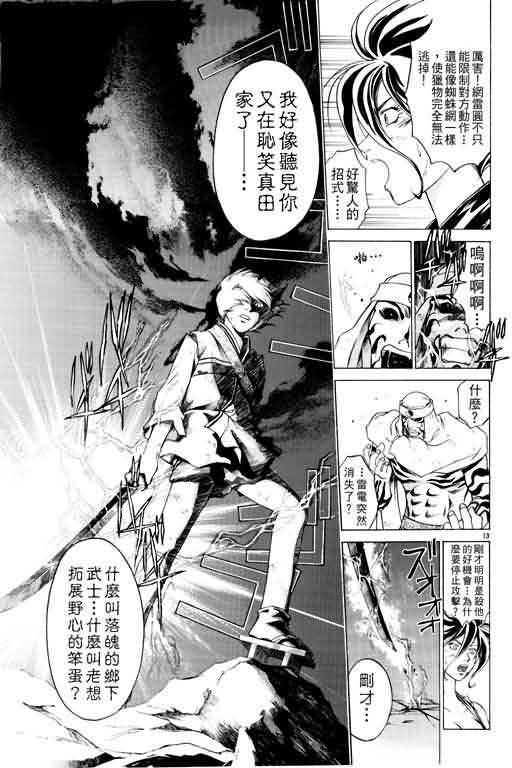 厲害！網雷圓不只
能限制對方動作…
還能像蜘蛛網一樣
，使獵物完全無法
逃掉！
好驚人的
招式…
嗚啊啊啊…
啪…
什麼？
…雷電突然
消失了？
13
剛才明明是殺他
的好機會…為什
麼要停止攻擊？
剛才…
我好像聽見你
又在恥笑真田
家了……
什麼叫落魄的鄉下
武士…什麼叫老想
拓展野心的笨蛋？